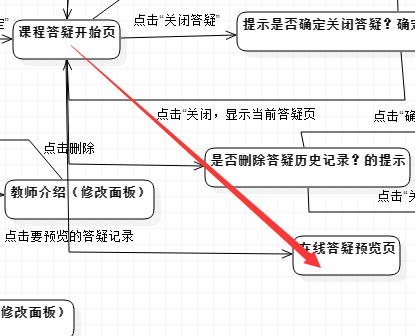 定”
点击“关闭答疑”
课程答疑开始页
提示是否确定关闭答疑？确定
点击“关闭，显示当前答疑页
点击“确
点击删除
是否删除答疑历史记录？的提示
教师介绍（修改面板）
点击“关
点击要预览的答疑记录
在线答疑预览页
修改面板）